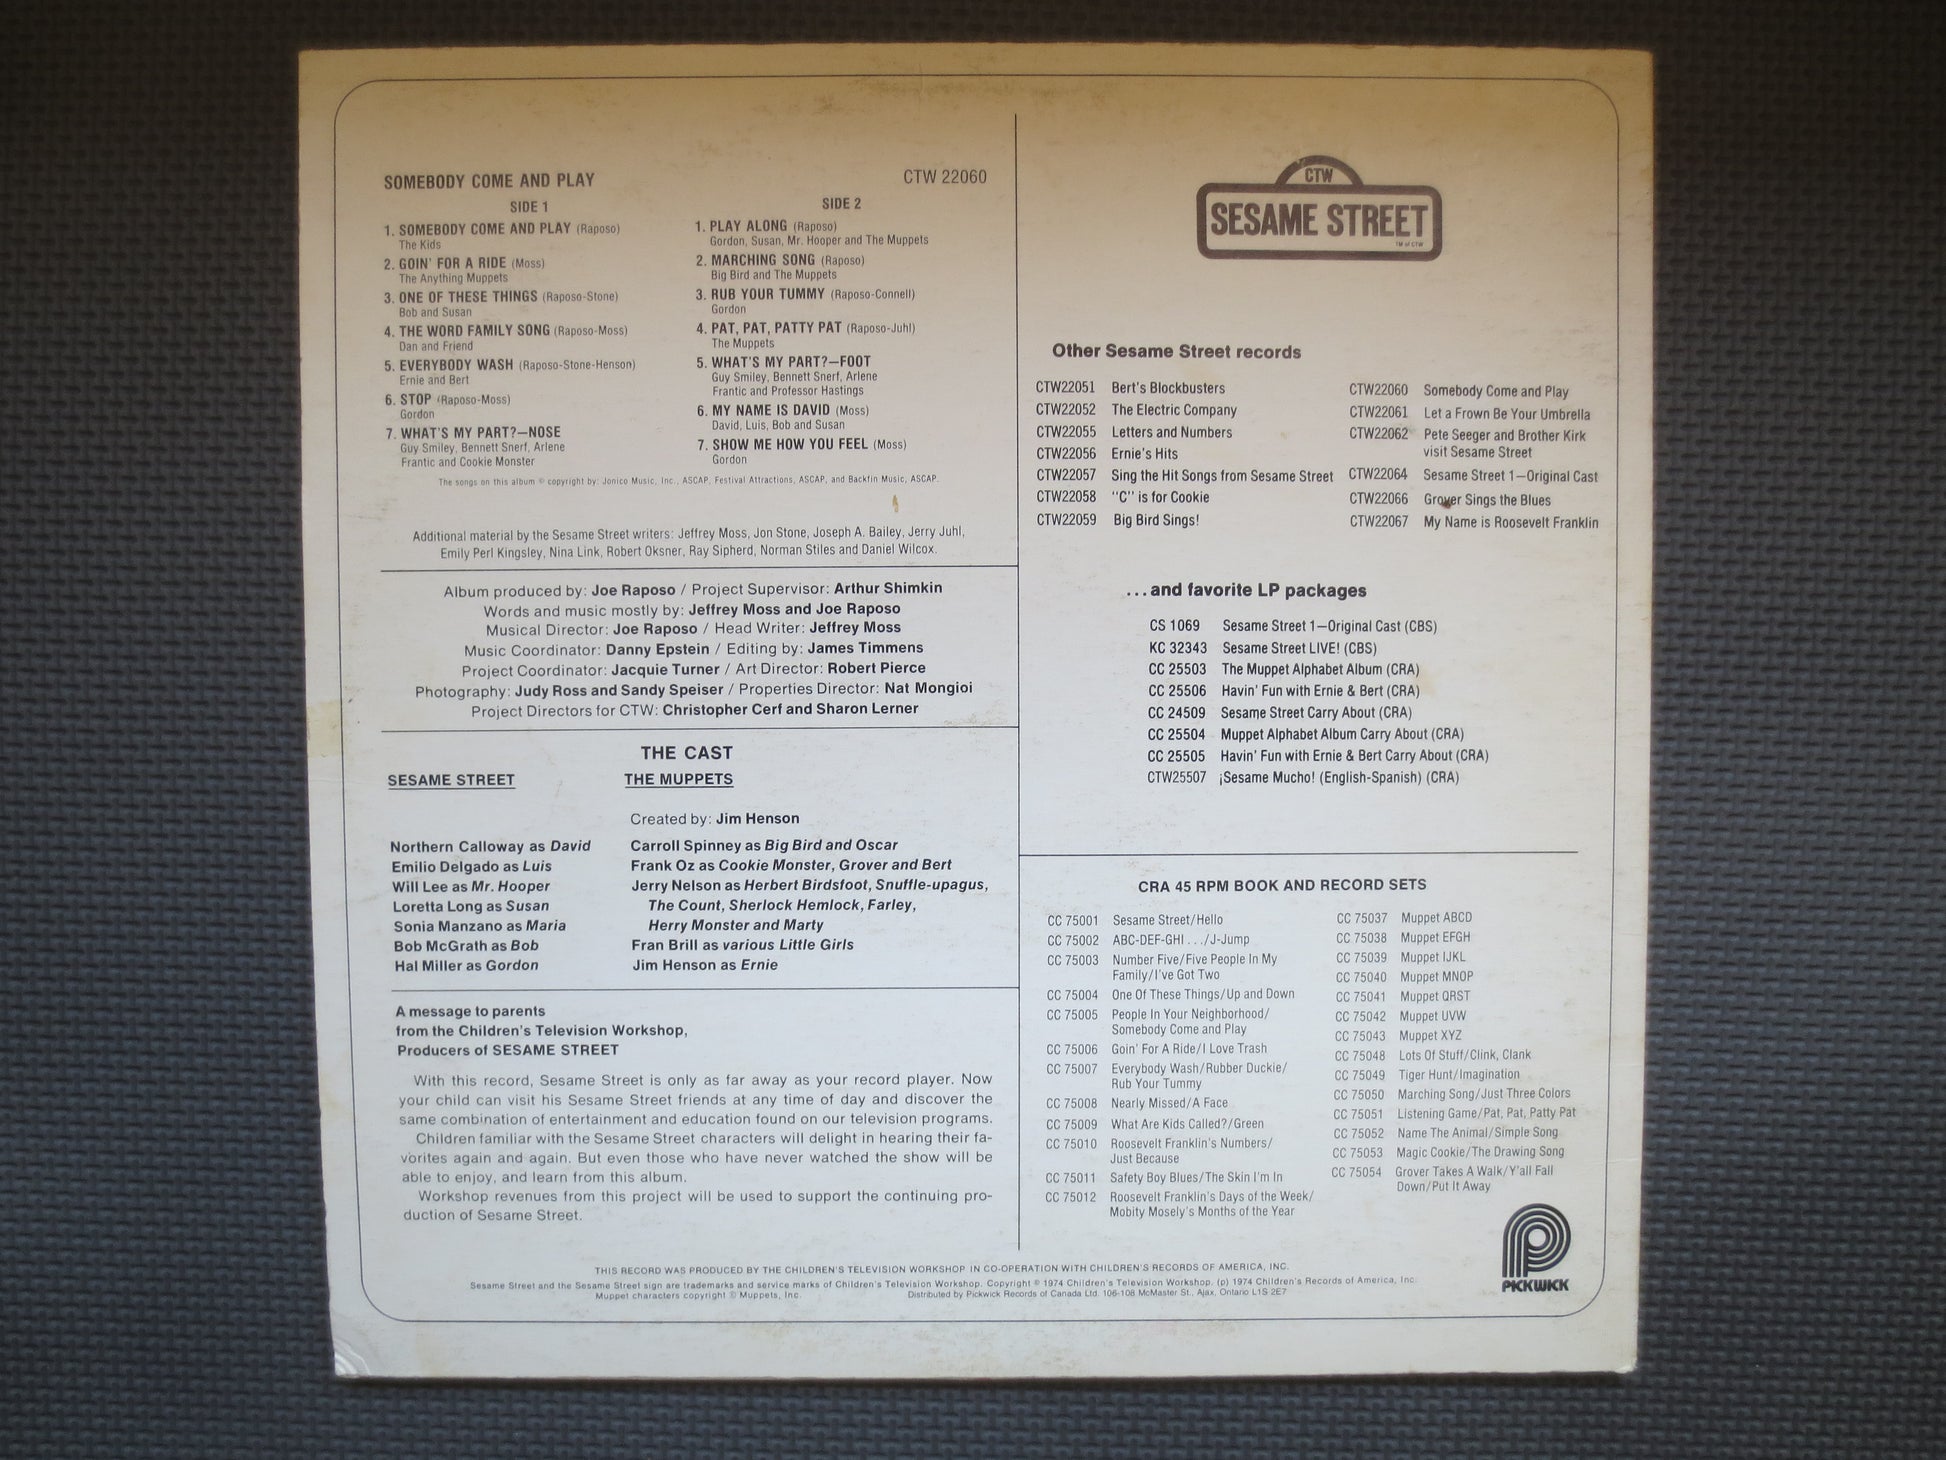 SOMEBODY COME AND PLAY
CTW 22060
SIDE 1
1. SOMEBODY COME AND PLAY (Raposo)
The Kids
2. GOIN' FOR A RIDE (Moss)
The Anything Muppets
3. ONE OF THESE THINGS (Raposo-Stone)
Bob and Susan
4. THE WORD FAMILY SONG (Raposo-Moss)
Dan and Friend
5. EVERYBODY WASH (Raposo-Stone-Henson)
Ernie and Bert
6. STOP (Raposo-Moss)
Gordon
7. WHAT'S MY PART?—NOSE
Guy Smiley, Bennett Snerf, Arlene
Frantic and Cookie Monster
SIDE 2
1. PLAY ALONG (Raposo)
Gordon, Susan, Mr. Hooper and The Muppets
2. MARCHING SONG (Raposo)
Big Bird and The Muppets
3. RUB YOUR TUMMY (Raposo-Connell)
Gordon
4. PAT, PAT, PATTY PAT (Raposo-Juhl)
The Muppets
5. WHAT'S MY PART?—FOOT
Guy Smiley, Bennett Snerf, Arlene
Frantic and Professor Hastings
6. MY NAME IS DAVID (Moss)
David, Luis, Bob and Susan
7. SHOW ME HOW YOU FEEL (Moss)
Gordon
The songs on this album © copyright by: Jonico Music, Inc., ASCAP, Festival Attractions, ASCAP, and Backfin Music, ASCAP.
Additional material by the Sesame Street writers: Jeffrey Moss, Jon Stone, Joseph A. Bailey, Jerry Juhl,
Emily Perl Kingsley, Nina Link, Robert Oksner, Ray Sipherd, Norman Stiles and Daniel Wilcox.
Album produced by: Joe Raposo / Project Supervisor: Arthur Shimkin
Words and music mostly by: Jeffrey Moss and Joe Raposo
Musical Director: Joe Raposo / Head Writer: Jeffrey Moss
Music Coordinator: Danny Epstein / Editing by: James Timmens
Project Coordinator: Jacquie Turner / Art Director: Robert Pierce
Photography: Judy Ross and Sandy Speiser / Properties Director: Nat Mongioi
Project Directors for CTW: Christopher Cerf and Sharon Lerner
THE CAST
SESAME STREET
Northern Calloway as David
Emilio Delgado as Luis
Will Lee as Mr. Hooper
Loretta Long as Susan
Sonia Manzano as Maria
Bob McGrath as Bob
Hal Miller as Gordon
THE MUPPETS
Created by: Jim Henson
Carroll Spinney as Big Bird and Oscar
Frank Oz as Cookie Monster, Grover and Bert
Jerry Nelson as Herbert Birdsfoot, Snuffle-upagus,
The Count, Sherlock Hemlock, Farley,
Herry Monster and Marty
Fran Brill as various Little Girls
Jim Henson as Ernie
A message to parents
from the Children's Television Workshop,
Producers of SESAME STREET
With this record, Sesame Street is only as far away as your record player. Now
your child can visit his Sesame Street friends at any time of day and discover the
same combination of entertainment and education found on our television programs.
Children familiar with the Sesame Street characters will delight in hearing their fa-
vorites again and again. But even those who have never watched the show will be
able to enjoy, and learn from this album.
Workshop revenues from this project will be used to support the continuing pro-
duction of Sesame Street.
CTW
SESAME STREET
TM of CTW
Other Sesame Street records
CTW22051 Bert's Blockbusters
CTW22052 The Electric Company
CTW22055 Letters and Numbers
CTW22056 Ernie's Hits
CTW22057 Sing the Hit Songs from Sesame Street
CTW22058 "C" is for Cookie
CTW22059 Big Bird Sings!
CTW22060 Somebody Come and Play
CTW22061 Let a Frown Be Your Umbrella
CTW22062 Pete Seeger and Brother Kirk
visit Sesame Street
CTW22064 Sesame Street 1—Original Cast
CTW22066 Grover Sings the Blues
CTW22067 My Name is Roosevelt Franklin
...and favorite LP packages
CS 1069 Sesame Street 1—Original Cast (CBS)
KC 32343 Sesame Street LIVE! (CBS)
CC 25503 The Muppet Alphabet Album (CRA)
CC 25506 Havin' Fun with Ernie & Bert (CRA)
CC 24509 Sesame Street Carry About (CRA)
CC 25504 Muppet Alphabet Album Carry About (CRA)
CC 25505 Havin' Fun with Ernie & Bert Carry About (CRA)
CTW25507 ¡Sesame Mucho! (English-Spanish) (CRA)
CRA 45 RPM BOOK AND RECORD SETS
CC 75001 Sesame Street/Hello
CC 75002 ABC-DEF-GHI.../J-Jump
CC 75003 Number Five/Five People In My
Family/I've Got Two
CC 75004 One Of These Things/Up and Down
CC 75005 People In Your Neighborhood/
Somebody Come and Play
CC 75006 Goin' For A Ride/I Love Trash
CC 75007 Everybody Wash/Rubber Duckie/
Rub Your Tummy
CC 75008 Nearly Missed/A Face
CC 75009 What Are Kids Called?/Green
CC 75010 Roosevelt Franklin's Numbers/
Just Because
CC 75011 Safety Boy Blues/The Skin I'm In
CC 75012 Roosevelt Franklin's Days of the Week/
Mobity Mosely's Months of the Year
CC 75037 Muppet ABCD
CC 75038 Muppet EFGH
CC 75039 Muppet IJKL
CC 75040 Muppet MNOP
CC 75041 Muppet QRST
CC 75042 Muppet UVW
CC 75043 Muppet XYZ
CC 75048 Lots Of Stuff/Clink, Clank
CC 75049 Tiger Hunt/Imagination
CC 75050 Marching Song/Just Three Colors
CC 75051 Listening Game/Pat, Pat, Patty Pat
CC 75052 Name The Animal/Simple Song
CC 75053 Magic Cookie/The Drawing Song
CC 75054 Grover Takes A Walk/Y'all Fall
Down/Put It Away
PICKWICK
THIS RECORD WAS PRODUCED BY THE CHILDREN'S TELEVISION WORKSHOP IN CO-OPERATION WITH CHILDREN'S RECORDS OF AMERICA, INC.
Sesame Street and the Sesame Street sign are trademarks and service marks of Children's Television Workshop. Copyright © 1974 Children's Television Workshop. (p) 1974 Children's Records of America, Inc.
Muppet characters copyright © Muppets, Inc. Distributed by Pickwick Records of Canada Ltd. 106-108 McMaster St., Ajax, Ontario L1S 2E7